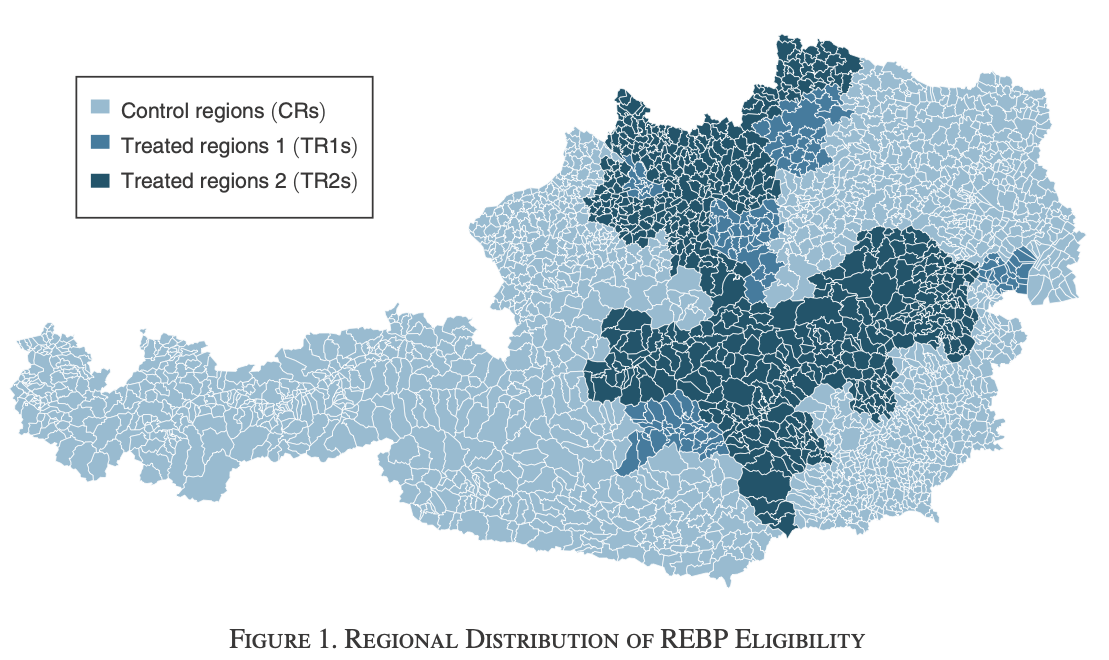 Control regions (CRs)
Treated regions 1 (TR1s)
Treated regions 2 (TR2s)
FIGURE 1. REGIONAL DISTRIBUTION OF REBP ELIGIBILITY